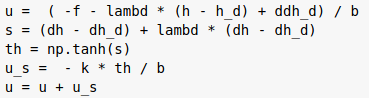 u =  ( -f - lambd * (h - h_d) + ddh_d) / b
s = (dh - dh_d) + lambd * (dh - dh_d)
th = np.tanh(s)
u_s =  - k * th / b
u = u + u_s